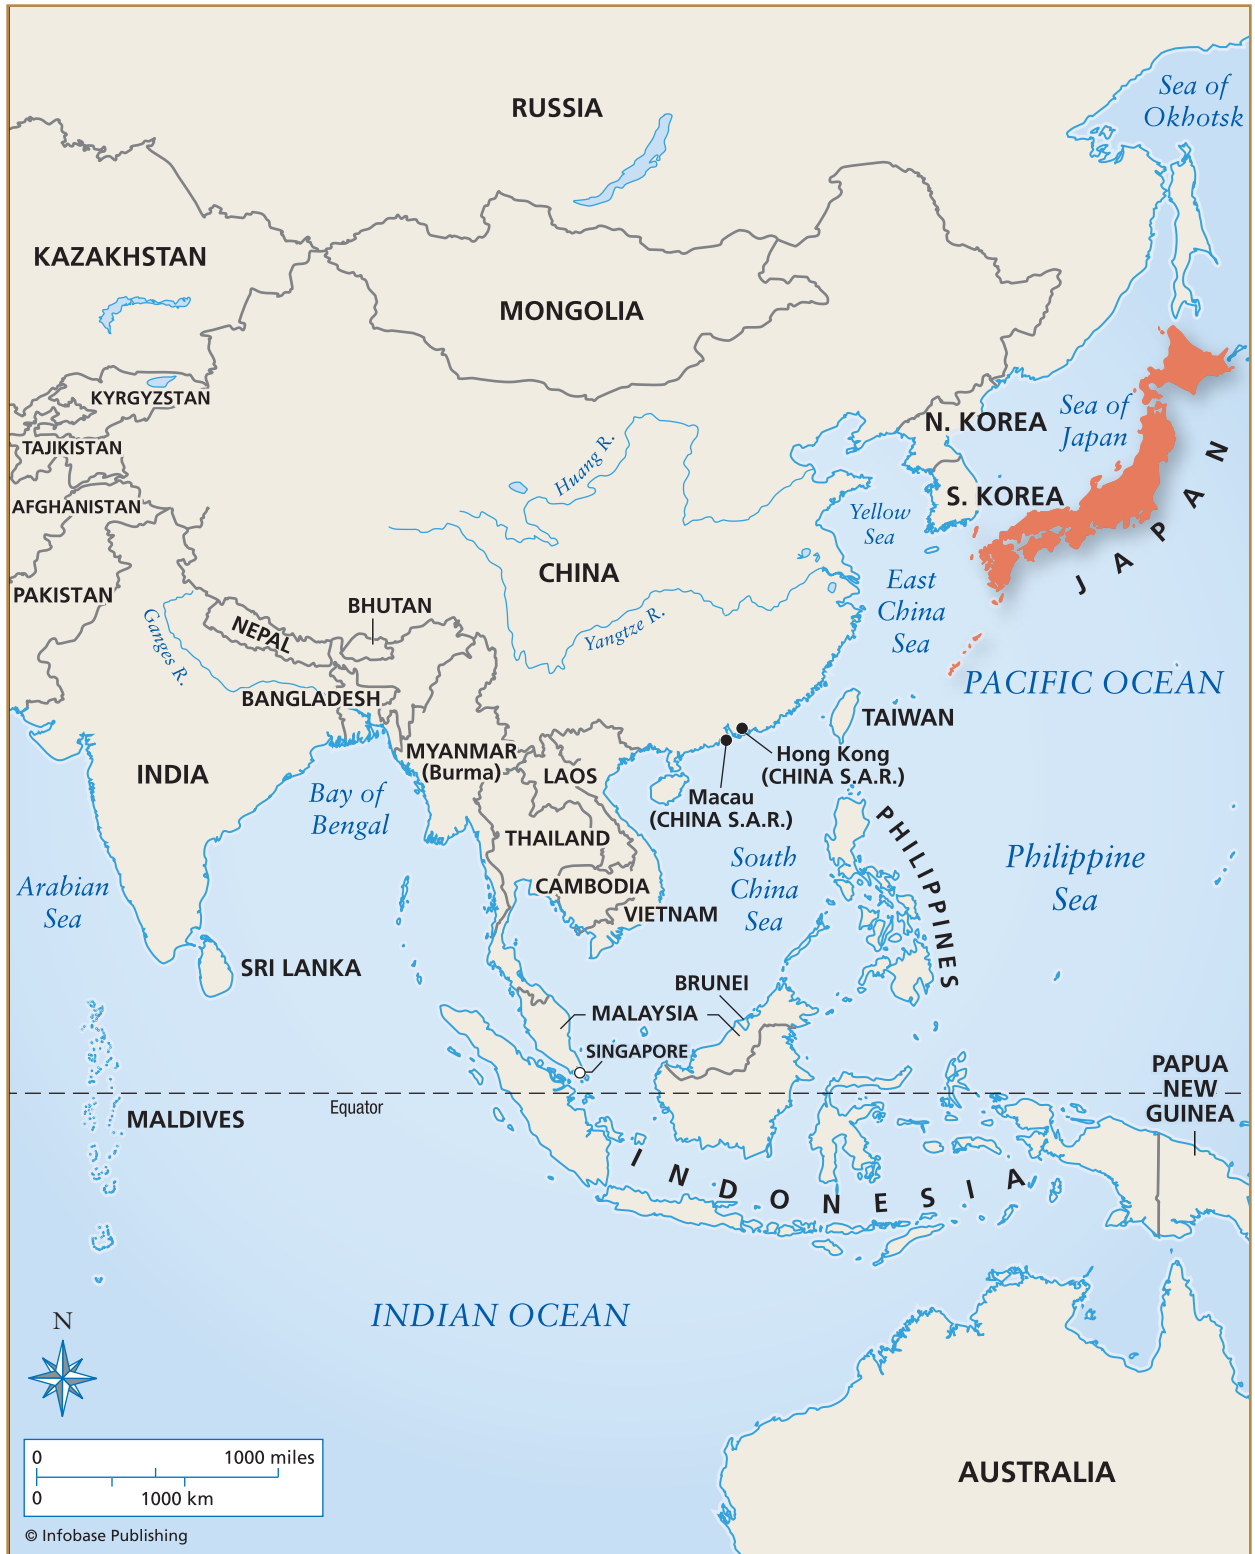 Sea of
Okhotsk
RUSSIA
KAZAKHSTAN
MONGOLIA
KYRGYZSTAN
TAJIKISTAN
AFGHANISTAN
PAKISTAN
N. KOREA
Sea of
Japan
S. KOREA
JAPAN
Huang R.
Yellow
Sea
CHINA
East
China
Sea
Yangtze R.
BHUTAN
NEPAL
Ganges R.
BANGLADESH
PACIFIC OCEAN
TAIWAN
Hong Kong
(CHINA S.A.R.)
Macau
(CHINA S.A.R.)
MYANMAR
(Burma)
LAOS
INDIA
Bay of
Bengal
THAILAND
CAMBODIA
VIETNAM
South
China
Sea
PHILIPPINES
Philippine
Sea
Arabian
Sea
SRI LANKA
BRUNEI
MALAYSIA
SINGAPORE
Equator
MALDIVES
PAPUA
NEW
GUINEA
INDONESIA
INDIAN OCEAN
N
AUSTRALIA
0 1000 miles
0 1000 km
© Infobase Publishing